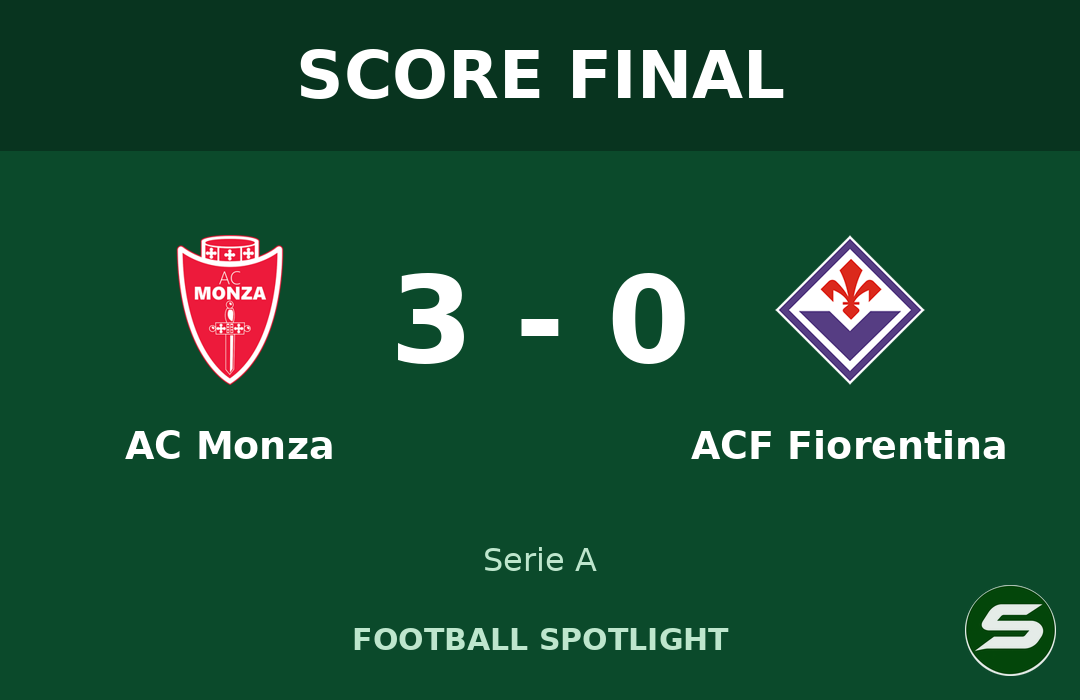 SCORE FINAL
AC
MONZA
3 - 0
AC Monza
ACF Fiorentina
Serie A
FOOTBALL SPOTLIGHT
S